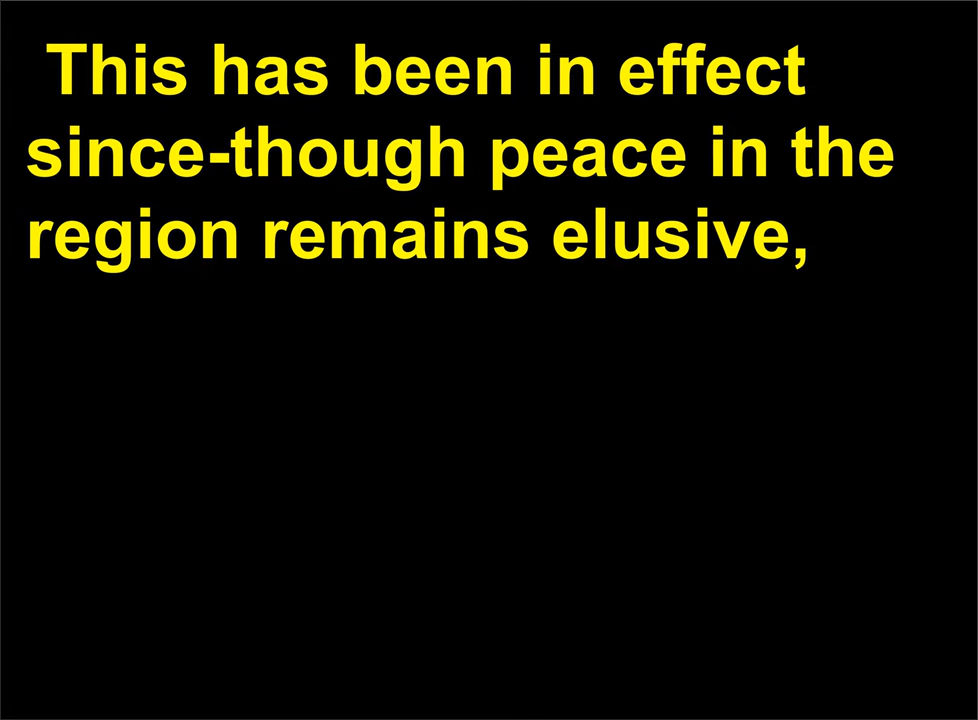 This has been in effect
since-though peace in the
region remains elusive,